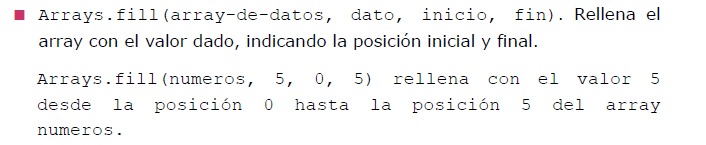 Arrays.fill(array-de-datos, dato, inicio, fin). Rellena el
array con el valor dado, indicando la posición inicial y final.
Arrays.fill(numeros, 5, 0, 5) rellena con el valor 5
desde la posición 0 hasta la posición 5 del array
numeros.